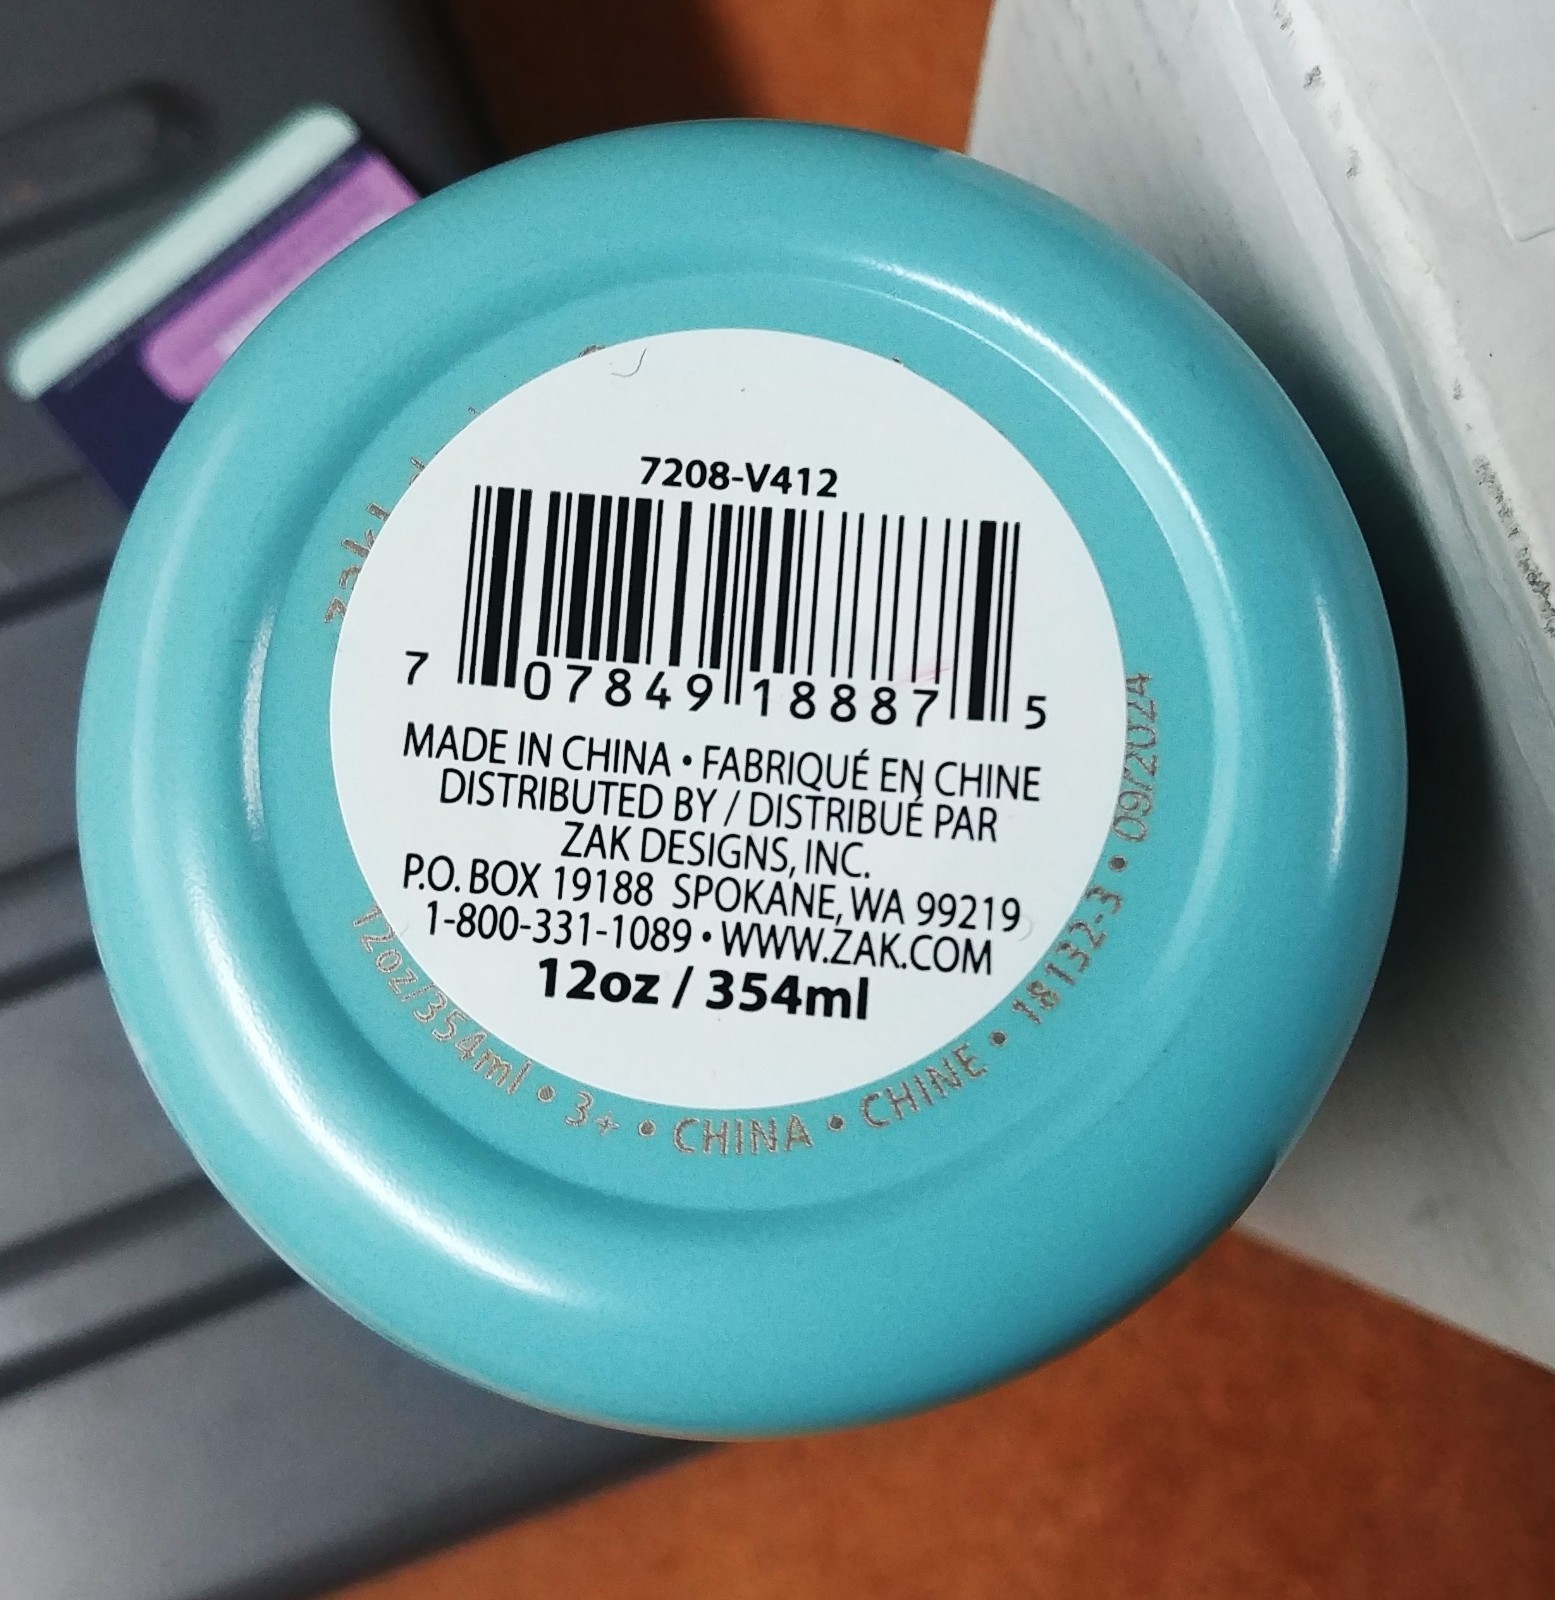 7208-V412
7 07849 18887 5
MADE IN CHINA • FABRIQUÉ EN CHINE
DISTRIBUTED BY / DISTRIBUÉ PAR
ZAK DESIGNS, INC.
P.O. BOX 19188 SPOKANE, WA 99219
1-800-331-1089 • WWW.ZAK.COM
12oz / 354ml
12oz/354ml • 3+ • CHINA • CHINE • 18132-3 • 09/2024